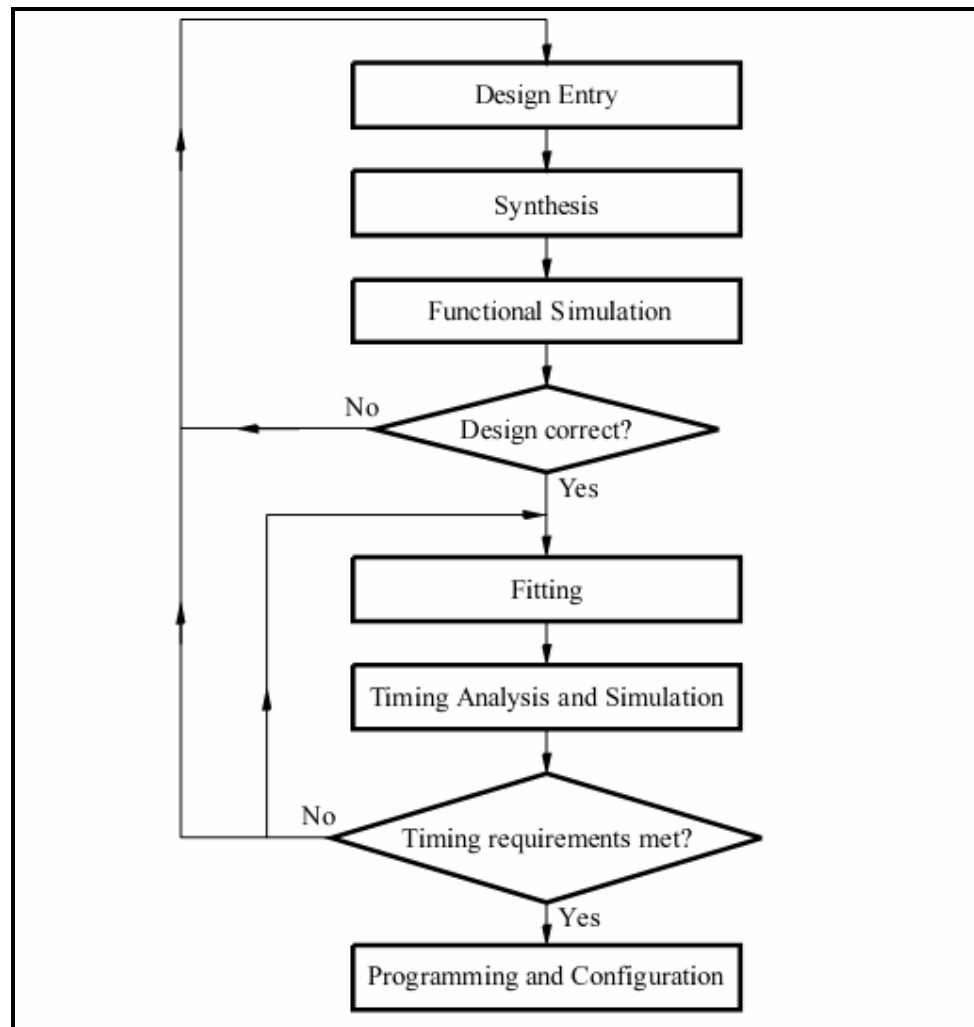 Design Entry
Synthesis
Functional Simulation
No
Design correct?
Yes
Fitting
Timing Analysis and Simulation
No
Timing requirements met?
Yes
Programming and Configuration